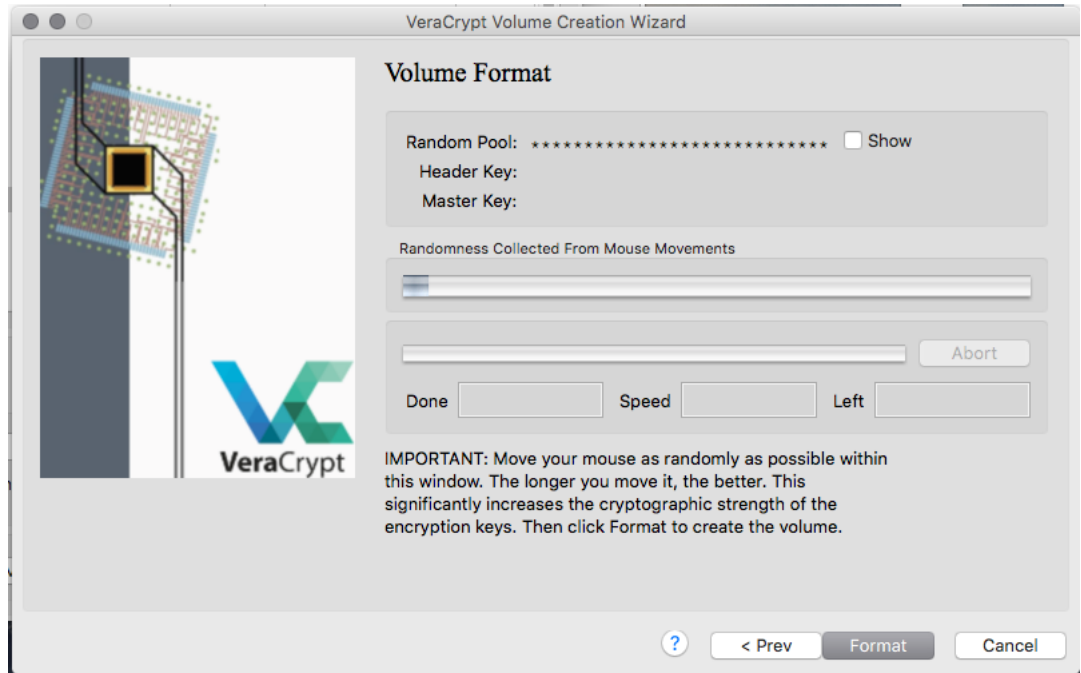 VeraCrypt Volume Creation Wizard
Volume Format
Random Pool: **************************** Show
Header Key:
Master Key:
Randomness Collected From Mouse Movements
Abort
Done Speed Left
VeraCrypt
IMPORTANT: Move your mouse as randomly as possible within
this window. The longer you move it, the better. This
significantly increases the cryptographic strength of the
encryption keys. Then click Format to create the volume.
? < Prev Format Cancel